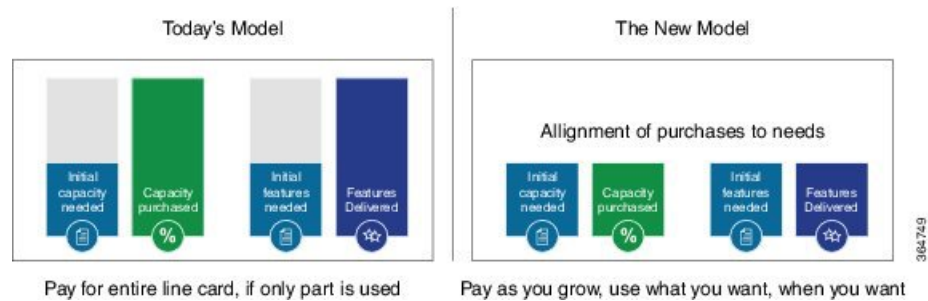 Today's Model
The New Model
Initial
capacity
needed
Capacity
purchased
%
Initial
features
needed
Features
Delivered
Allignment of purchases to needs
Initial
capacity
needed
Capacity
purchased
%
Initial
features
needed
Features
Delivered
364749
Pay for entire line card, if only part is used
Pay as you grow, use what you want, when you want